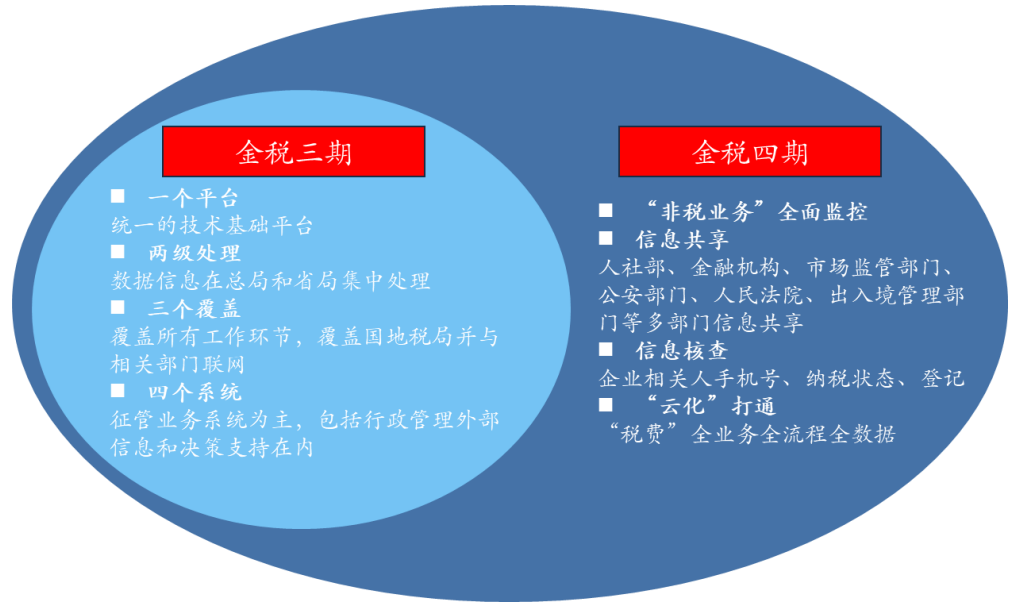 金税三期
■ 一个平台
统一的技术基础平台
■ 两级处理
数据信息在总局和省局集中处理
■ 三个覆盖
覆盖所有工作环节，覆盖国地税局并与
相关部门联网
■ 四个系统
征管业务系统为主，包括行政管理外部
信息和决策支持在内
金税四期
■ “非税业务”全面监控
■ 信息共享
人社部、金融机构、市场监管部门、
公安部门、人民法院、出入境管理部
门等多部门信息共享
■ 信息核查
企业相关人手机号、纳税状态、登记
■ “云化”打通
“税费”全业务全流程全数据